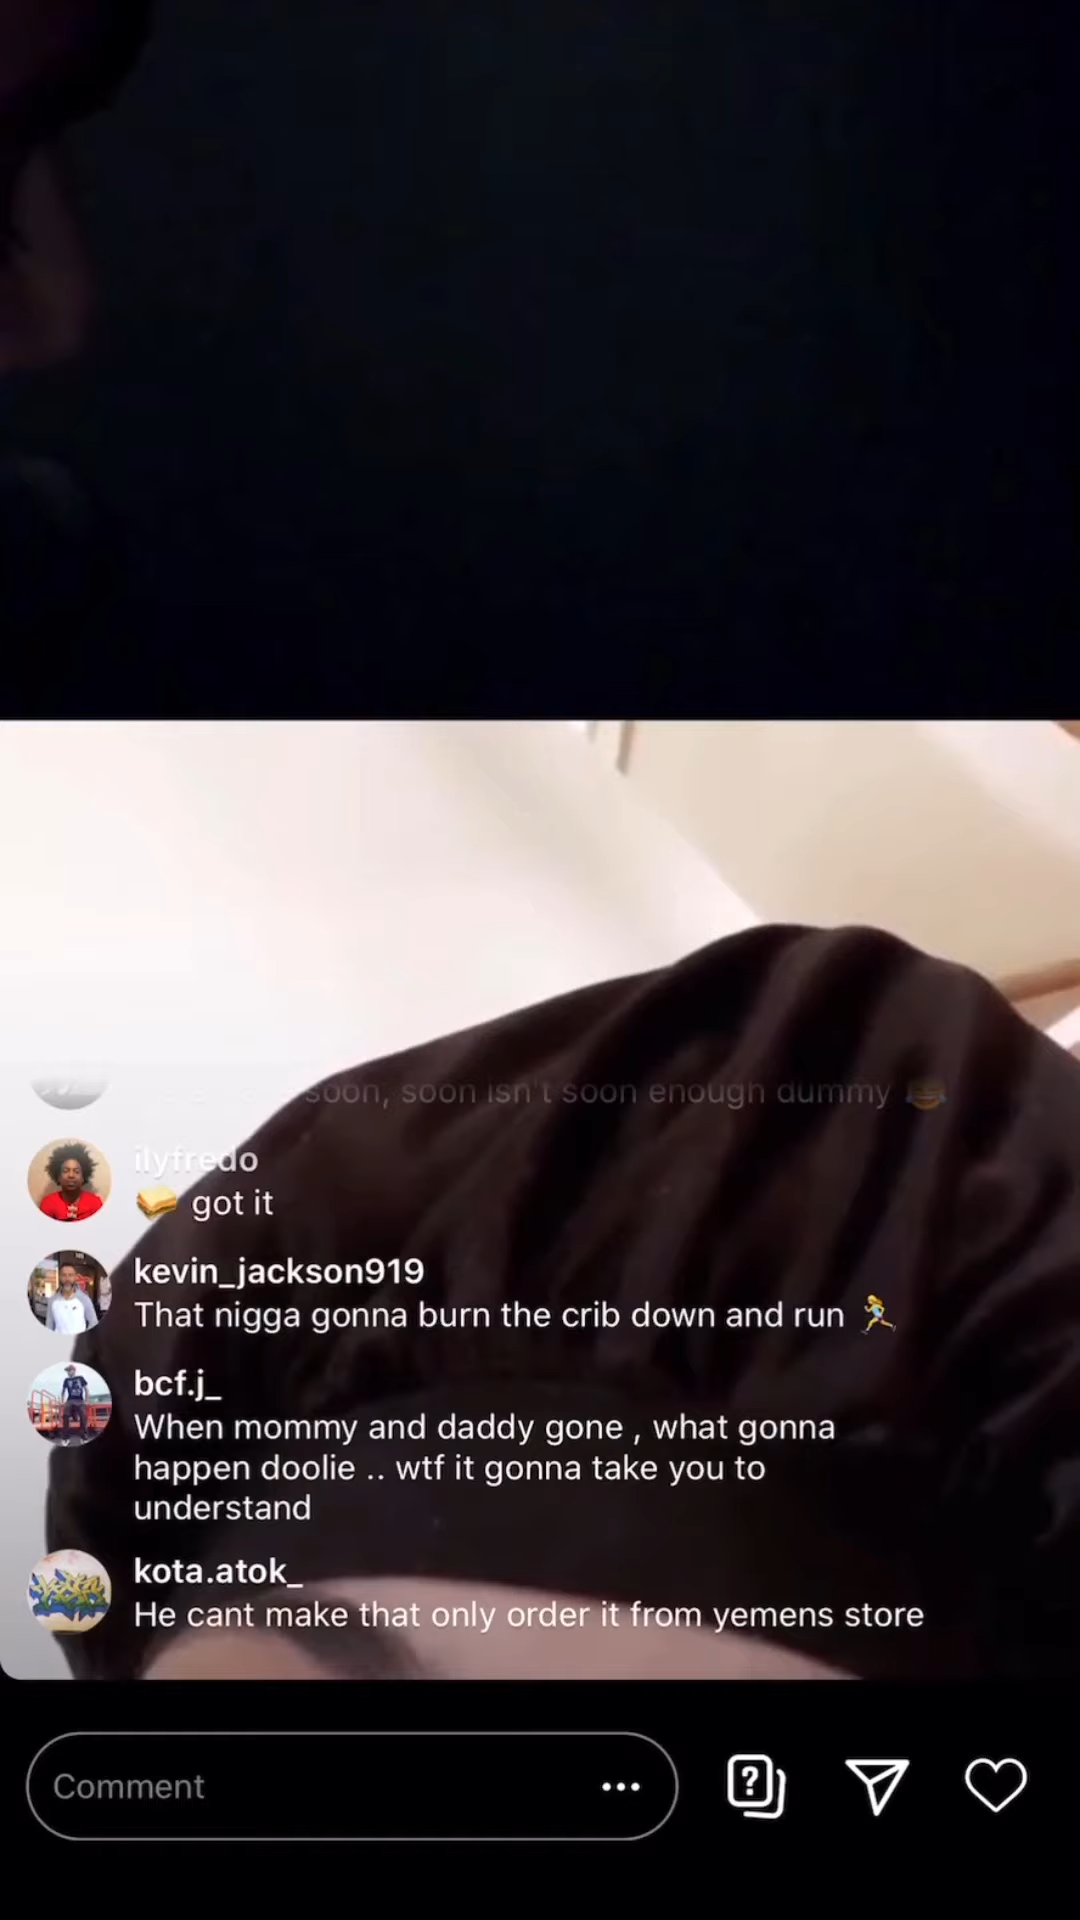 soon, soon isn't soon enough dummy 😂
ilyfredo
🥪 got it
kevin_jackson919
That nigga gonna burn the crib down and run 🏃‍♀️
bcf.j_
When mommy and daddy gone , what gonna
happen doolie .. wtf it gonna take you to
understand
kota.atok_
He cant make that only order it from yemens store
Comment